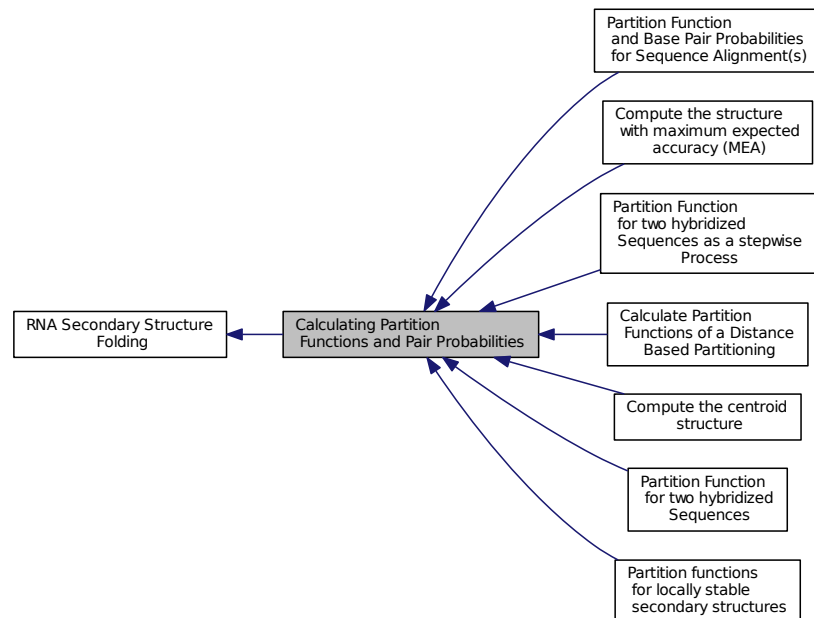 Partition Function
and Base Pair Probabilities
for Sequence Alignment(s)
Compute the structure
with maximum expected
accuracy (MEA)
Partition Function
for two hybridized
Sequences as a stepwise
Process
RNA Secondary Structure
Folding
Calculating Partition
Functions and Pair Probabilities
Calculate Partition
Functions of a Distance
Based Partitioning
Compute the centroid
structure
Partition Function
for two hybridized
Sequences
Partition functions
for locally stable
secondary structures